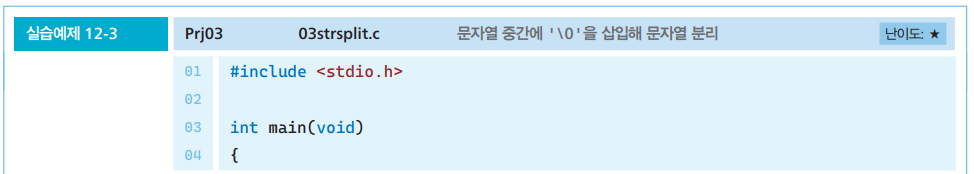 실습예제 12-3 Prj03 03strsplit.c 문자열 중간에 '\0'을 삽입해 문자열 분리 난이도: ★
01 #include <stdio.h>
02
03 int main(void)
04 {